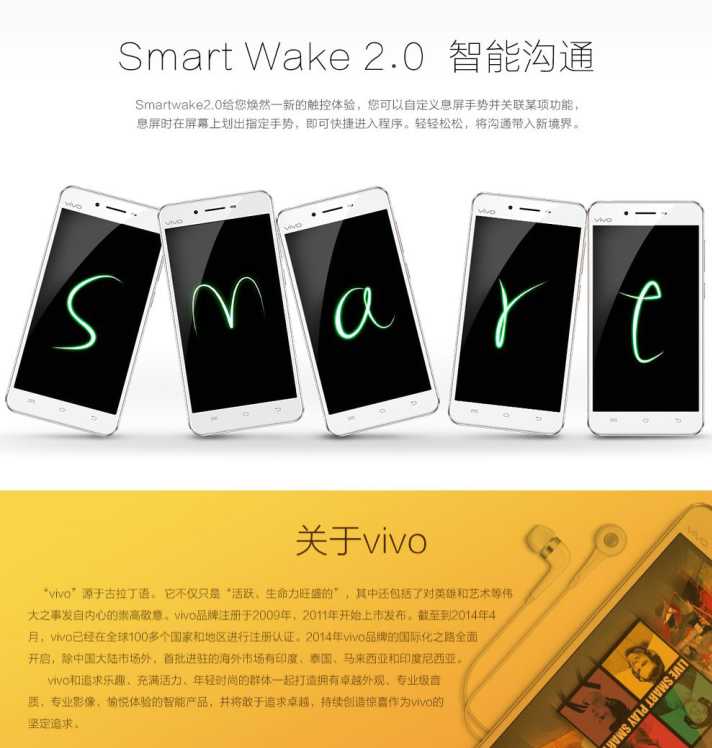 Smart Wake 2.0 智能沟通
Smartwake2.0给您焕然一新的触控体验，您可以自定义息屏手势并关联某项功能，
息屏时在屏幕上划出指定手势，即可快捷进入程序。轻轻松松，将沟通带入新境界。
vivo
vivo
vivo
vivo
vivo
s m a r t
关于vivo
“vivo”源于古拉丁语。 它不仅只是“活跃、生命力旺盛的”，其中还包括了对英雄和艺术等伟
大之事发自内心的崇高敬意。vivo品牌注册于2009年，2011年开始上市发布。截至到2014年4
月，vivo已经在全球100多个国家和地区进行注册认证。2014年vivo品牌的国际化之路全面
开启，除中国大陆市场外，首批进驻的海外市场有印度、泰国、马来西亚和印度尼西亚。
vivo和追求乐趣、充满活力、年轻时尚的群体一起打造拥有卓越外观、专业级音
质、专业影像、愉悦体验的智能产品，并将敢于追求卓越，持续创造惊喜作为vivo的
坚定追求。
vivo
LIVE SMART PLAY SMART